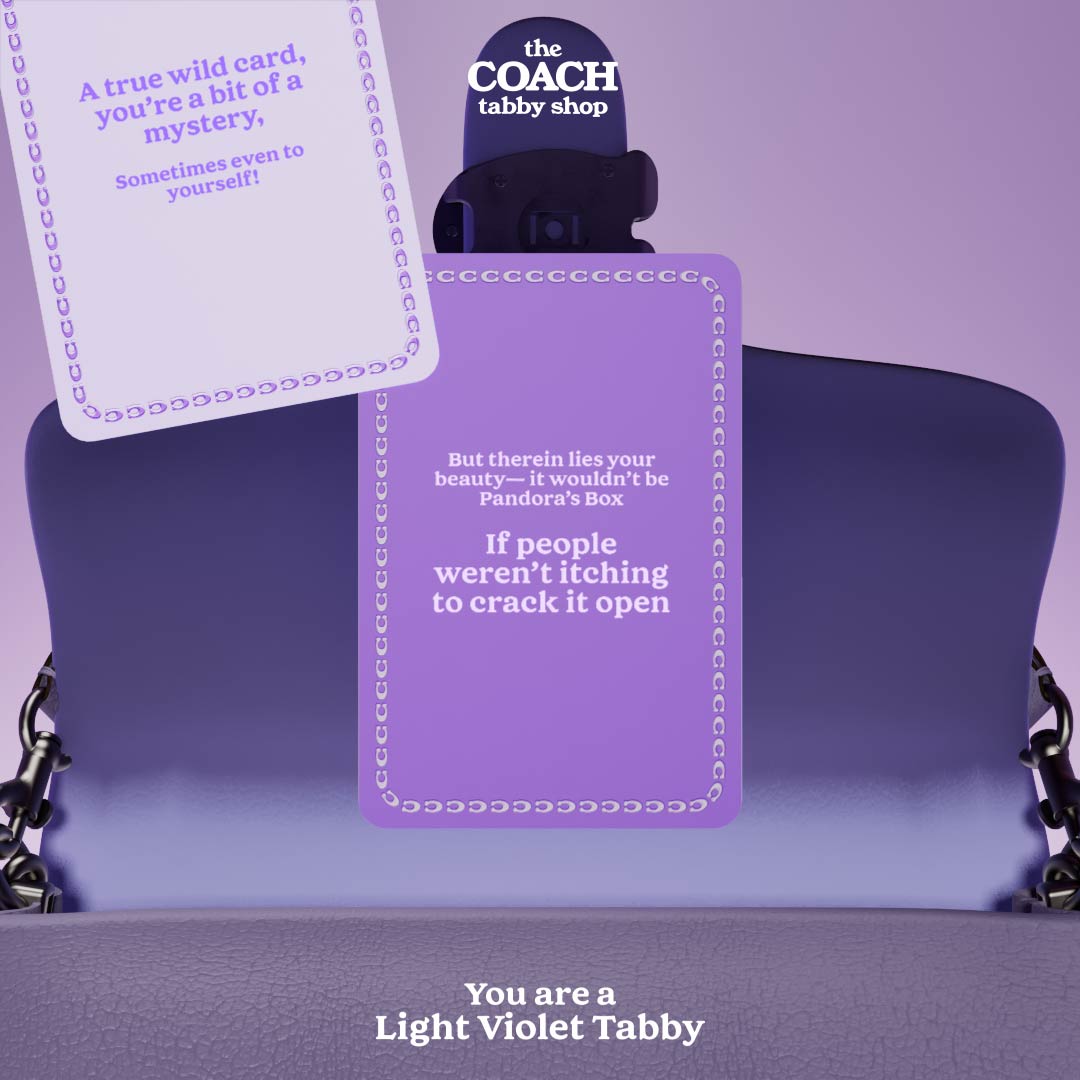 the
COACH
tabby shop
A true wild card,
you're a bit of a
mystery,
Sometimes even to
yourself!
But therein lies your
beauty— it wouldn't be
Pandora's Box
If people
weren't itching
to crack it open
You are a
Light Violet Tabby